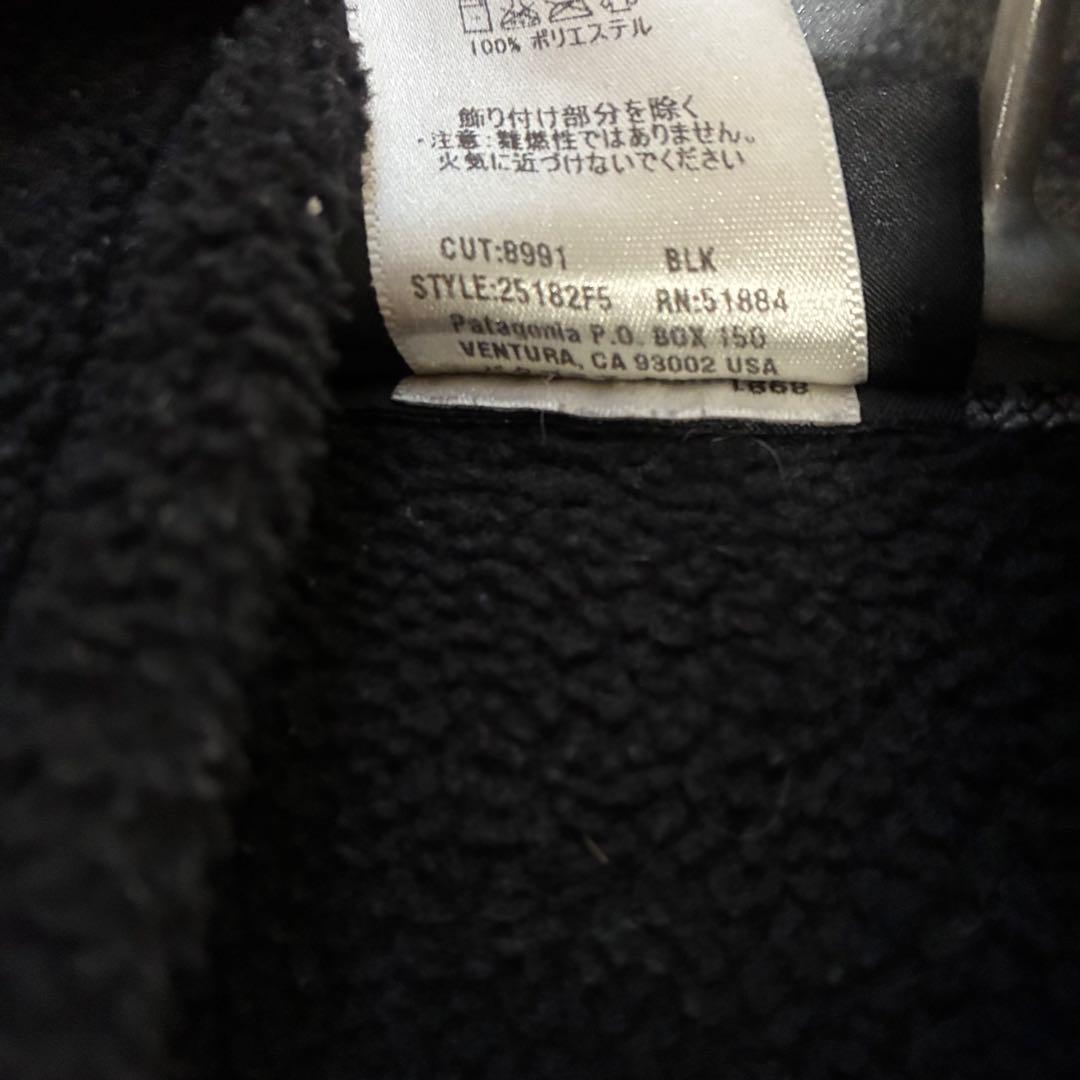 100% ポリエステル
飾り付け部分を除く
・注意:難燃性ではありません。
火気に近づけないでください
CUT:8991 BLK
STYLE:25182F5 RN:51884
Patagonia P.O. BOX 150
VENTURA, CA 93002 USA
8991